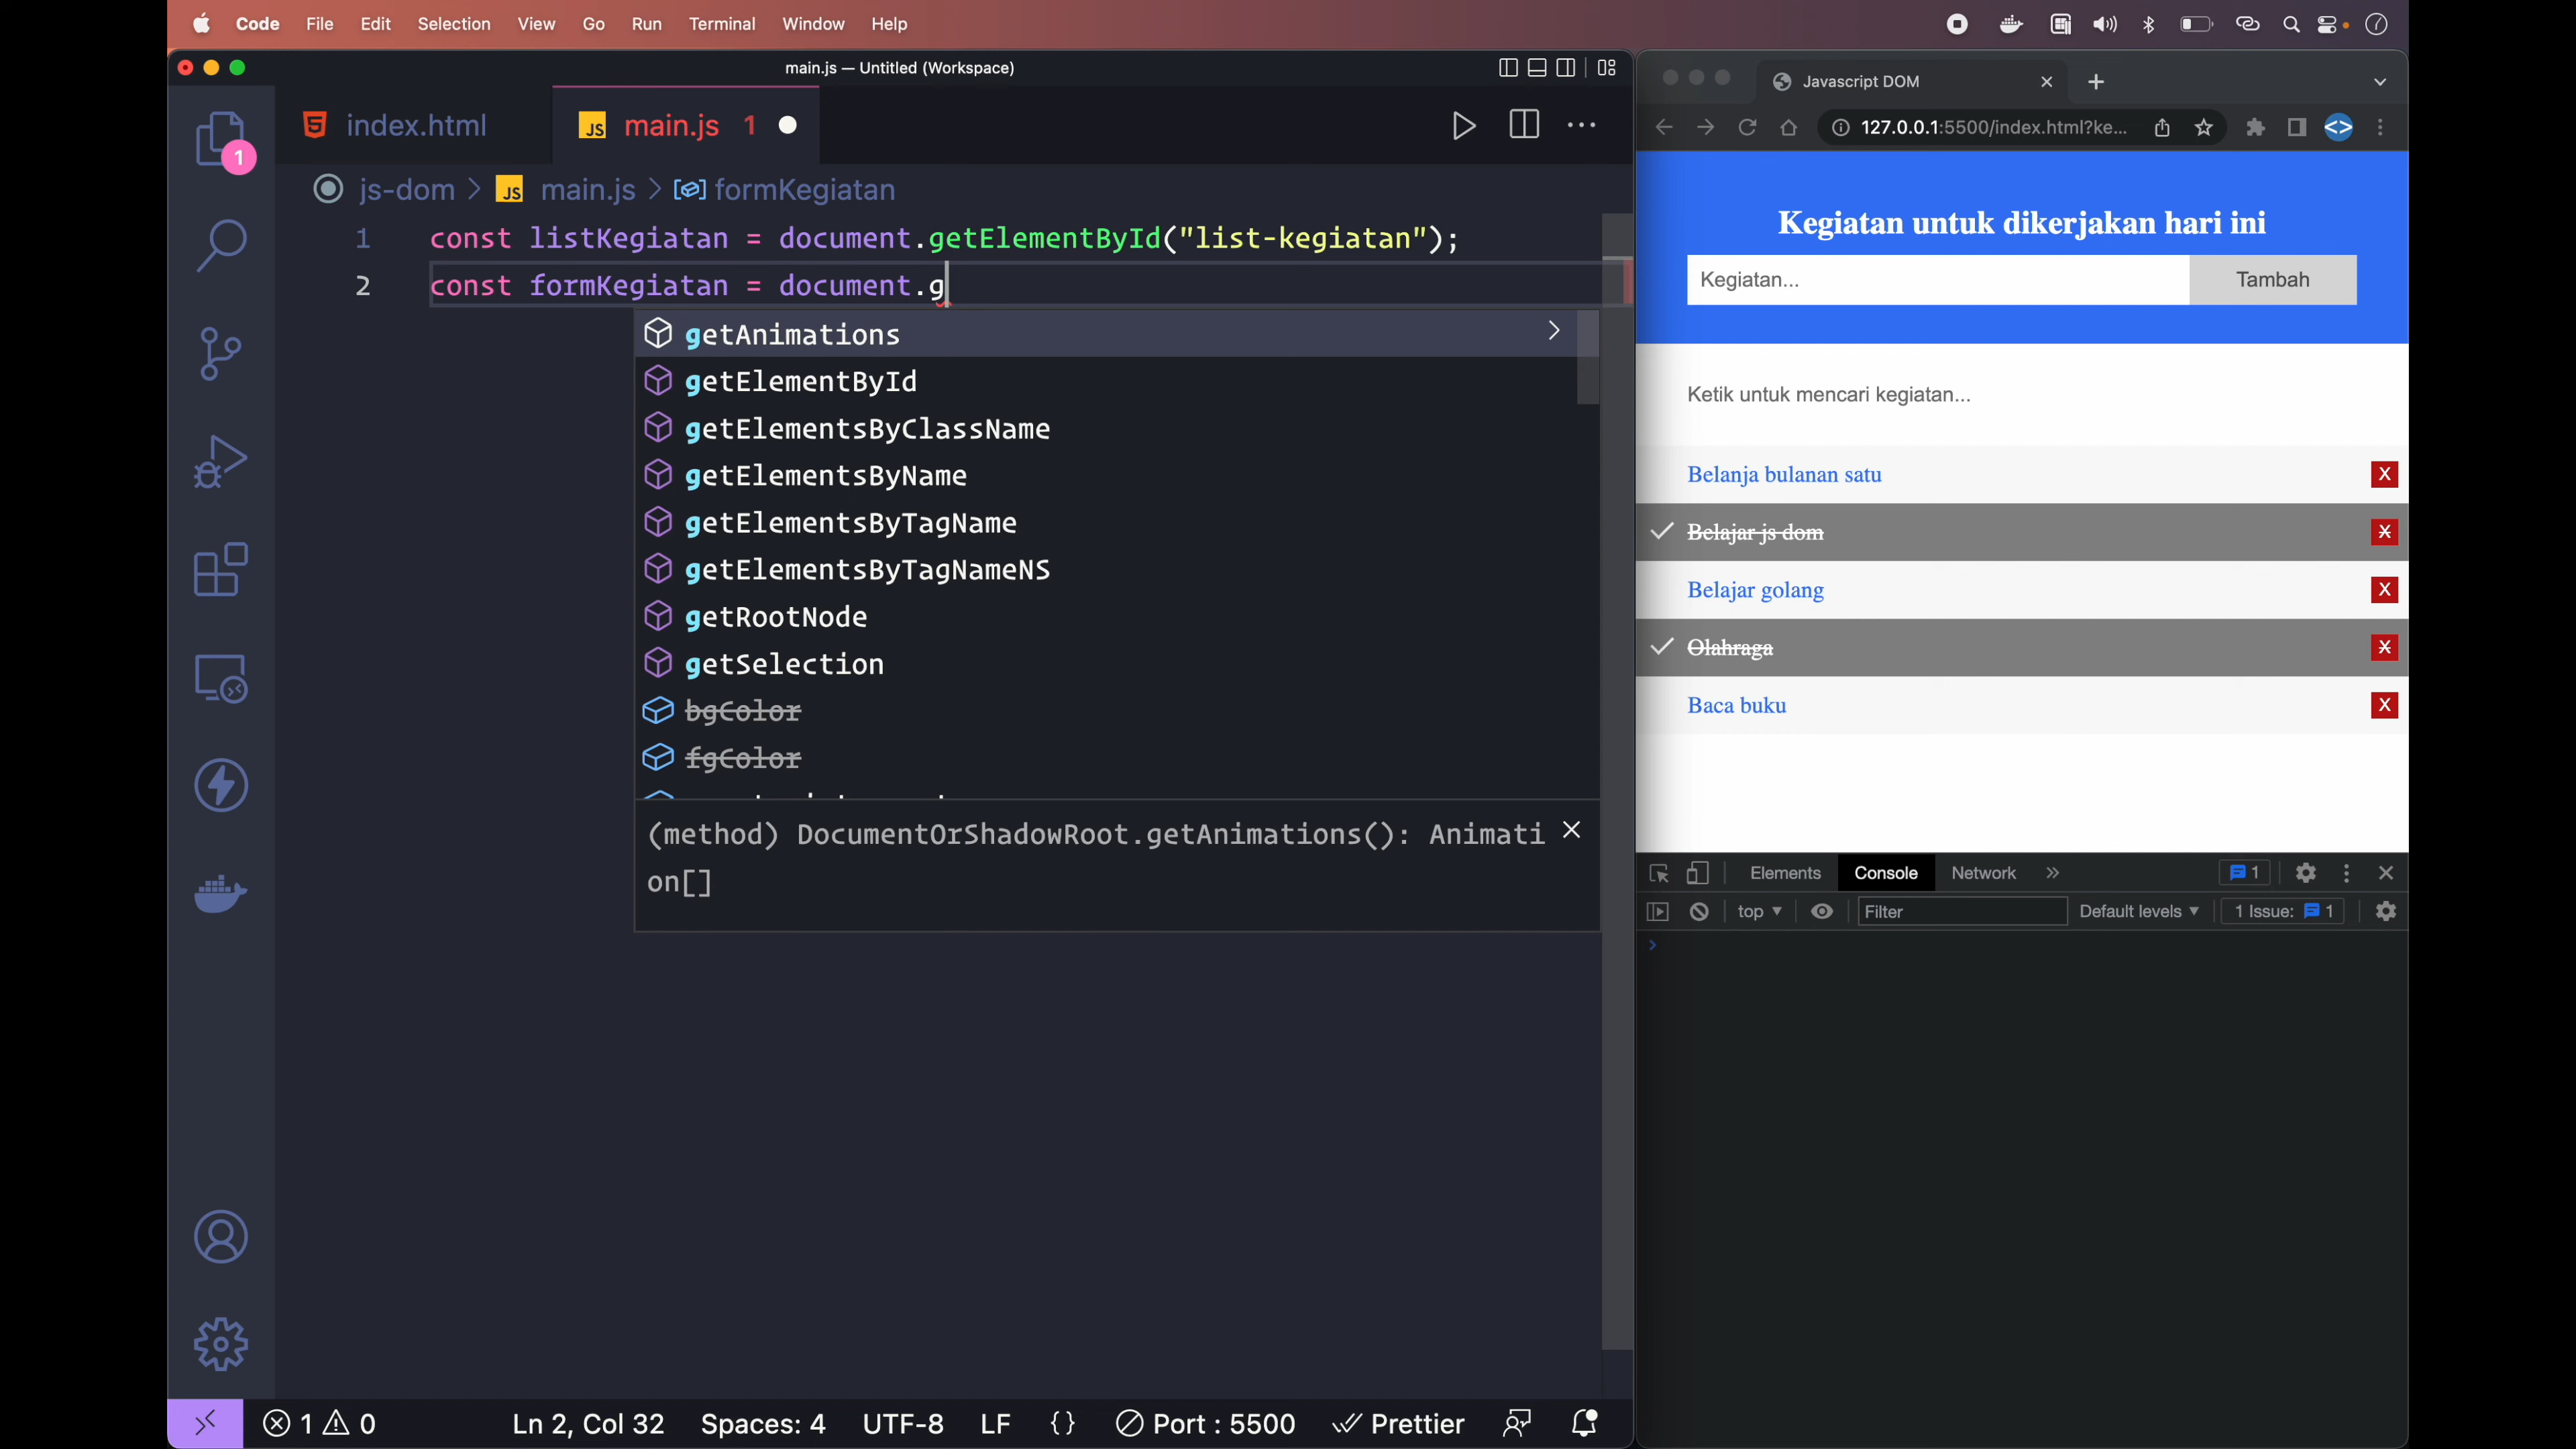 Code File Edit Selection View Go Run Terminal Window Help
main.js — Untitled (Workspace)
1
index.html
JS main.js 1
js-dom > JS main.js > formKegiatan
1 const listKegiatan = document.getElementById("list-kegiatan");
2 const formKegiatan = document.g
getAnimations
getElementById
getElementsByClassName
getElementsByName
getElementsByTagName
getElementsByTagNameNS
getRootNode
getSelection
bgColor
fgColor
(method) DocumentOrShadowRoot.getAnimations(): Animati
on[]
1 0 Ln 2, Col 32 Spaces: 4 UTF-8 LF {} Port : 5500 Prettier
Javascript DOM
127.0.0.1:5500/index.html?ke...
Kegiatan untuk dikerjakan hari ini
Kegiatan... Tambah
Ketik untuk mencari kegiatan...
Belanja bulanan satu X
Belajar js dom X
Belajar golang X
Olahraga X
Baca buku X
Elements Console Network » 1
top Filter Default levels 1 Issue: 1